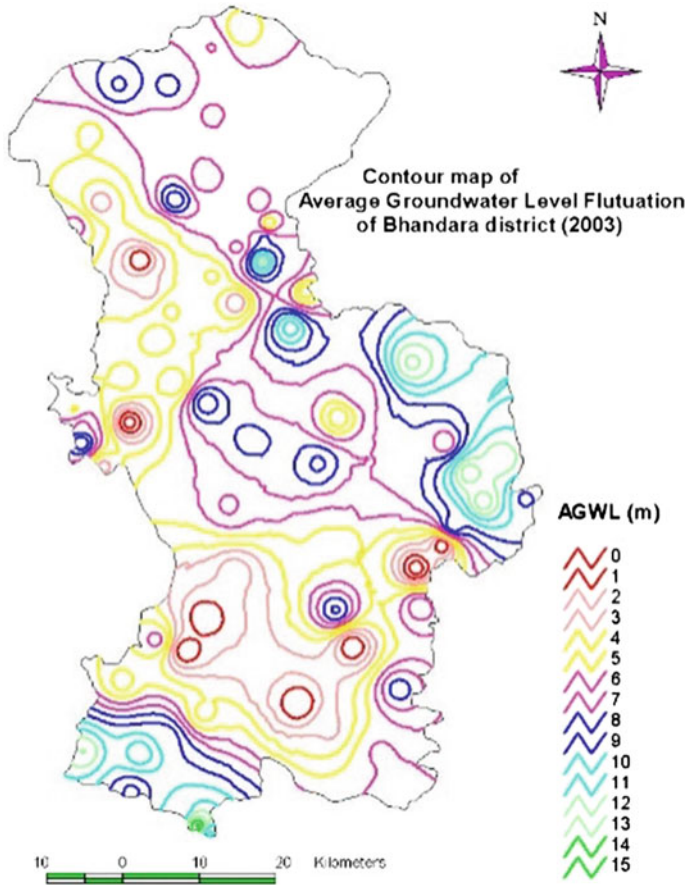 N
Contour map of
Average Groundwater Level Flutuation
of Bhandara district (2003)
AGWL (m)
0
1
2
3
4
5
6
7
8
9
10
11
12
13
14
15
10 0 10 20 Kilometers